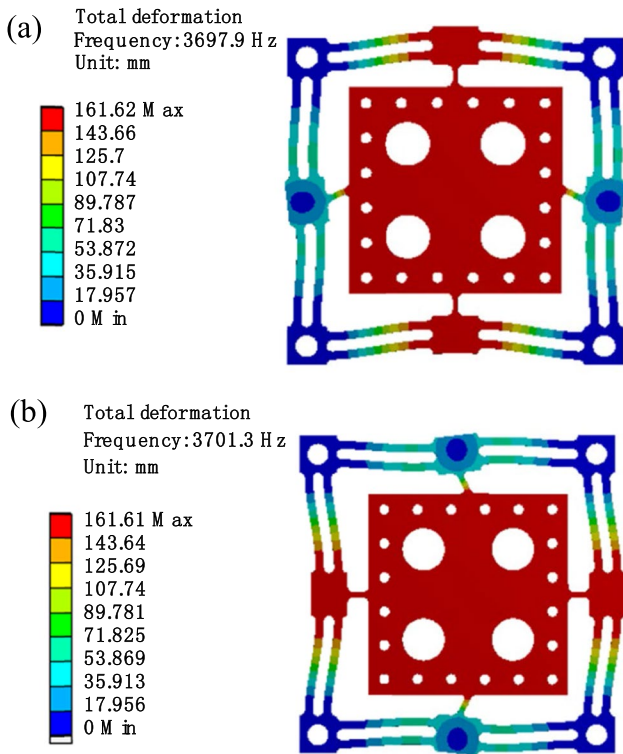 (a)
Total deformation
Frequency: 3697.9 Hz
Unit: mm
161.62 Max
143.66
125.7
107.74
89.787
71.83
53.872
35.915
17.957
0 Min
(b)
Total deformation
Frequency: 3701.3 Hz
Unit: mm
161.61 Max
143.64
125.69
107.74
89.781
71.825
53.869
35.913
17.956
0 Min